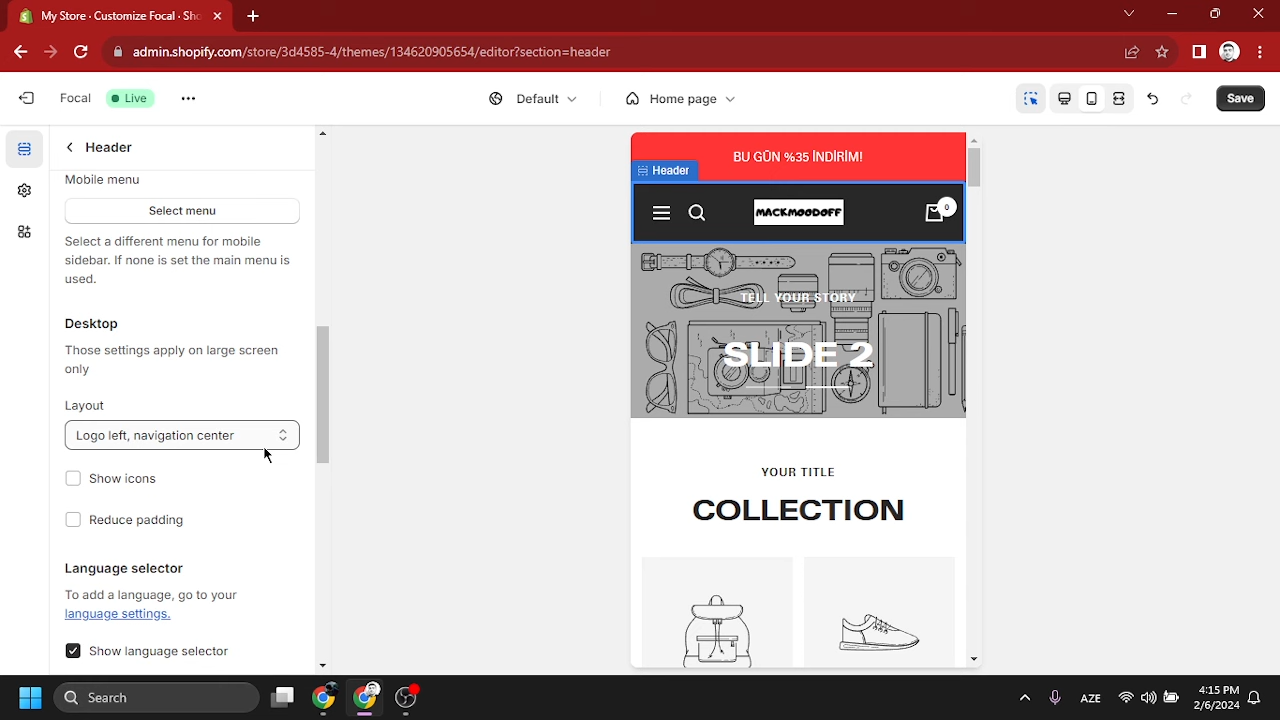 My Store · Customize Focal · Sho
admin.shopify.com/store/3d4585-4/themes/134620905654/editor?section=header
Focal
Live
Default
Home page
Save
Header
Mobile menu
Select menu
Select a different menu for mobile
sidebar. If none is set the main menu is
used.
Desktop
Those settings apply on large screen
only
Layout
Logo left, navigation center
Show icons
Reduce padding
Language selector
To add a language, go to your
language settings.
Show language selector
BU GÜN %35 İNDİRİM!
Header
MACKMOODOFF
0
TELL YOUR STORY
SLIDE 2
YOUR TITLE
COLLECTION
Search
AZE
4:15 PM
2/6/2024